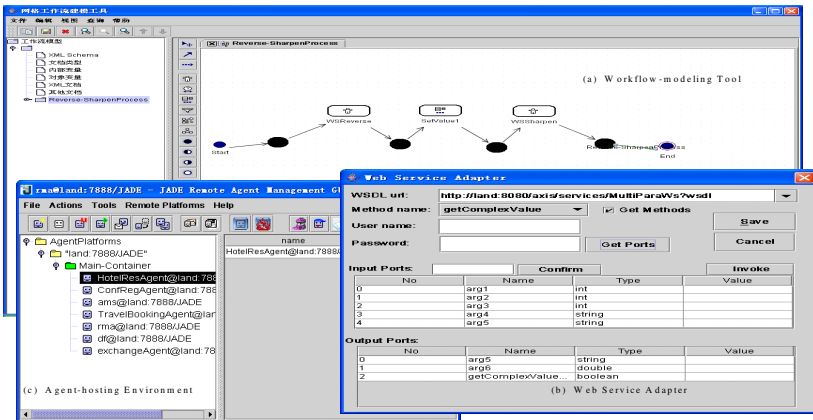 网格工作流建模工具
文件 编辑 视图 查询 帮助
工作流模型
XML Schema
文档类型
内部变量
对象变量
XML文档
其他文档
Reverse-SharpenProcess
Reverse-SharpenProcess
(a) Workflow-modeling Tool
WSReverse
SetValue1
WSSharpen
Start
End
rma@land:7888/JADE - JADE Remote Agent Management GU
File Actions Tools Remote Platforms Help
AgentPlatforms
"land:7888/JADE"
Main-Container
HotelResAgent@land:788
ConfRegAgent@land:788
ams@land:7888/JADE
TravelBookingAgent@lan
rma@land:7888/JADE
df@land:7888/JADE
exchangeAgent@land:78
name
HotelResAgent@land:7888/
(c) Agent-hosting Environment
Web Service Adapter
WSDL url: http://land:8080/axis/services/MultiParaWs?wsdl
Method name: getComplexValue Get Methods
User name: Save
Password: Get Ports Cancel
Input Ports: Confirm Invoke
No Name Type Value
0 arg1 int
1 arg2 int
2 arg3 int
3 arg4 string
4 arg5 string
Output Ports:
No Name Type Value
0 arg5 string
1 arg6 double
2 getComplexValue... boolean
(b) Web Service Adapter